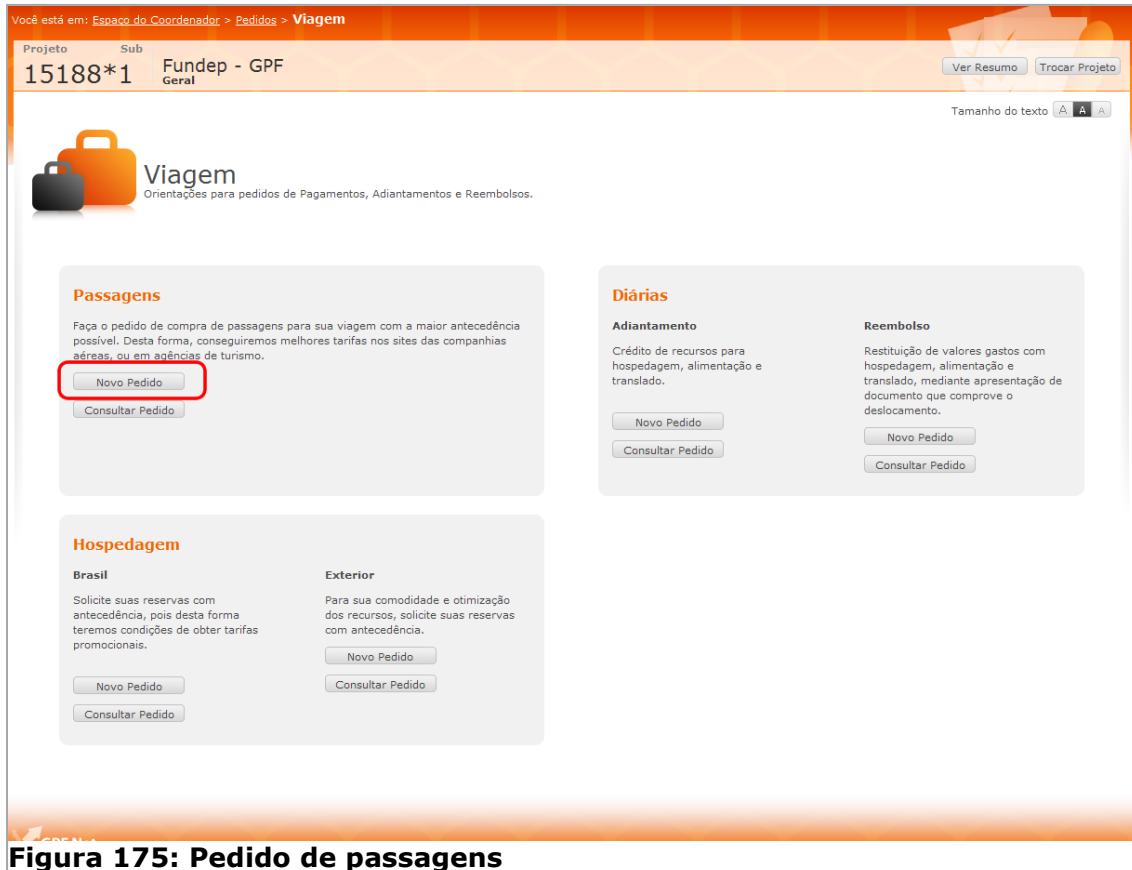 Você está em: Espaço do Coordenador > Pedidos > Viagem
Projeto Sub
15188*1 Fundep - GPF
Geral
Ver Resumo Trocar Projeto
Tamanho do texto A A A
Viagem
Orientações para pedidos de Pagamentos, Adiantamentos e Reembolsos.
Passagens
Faça o pedido de compra de passagens para sua viagem com a maior antecedência
possível. Desta forma, conseguiremos melhores tarifas nos sites das companhias
aéreas, ou em agências de turismo.
Novo Pedido
Consultar Pedido
Diárias
Adiantamento
Crédito de recursos para
hospedagem, alimentação e
translado.
Novo Pedido
Consultar Pedido
Reembolso
Restituição de valores gastos com
hospedagem, alimentação e
translado, mediante apresentação de
documento que comprove o
deslocamento.
Novo Pedido
Consultar Pedido
Hospedagem
Brasil
Solicite suas reservas com
antecedência, pois desta forma
teremos condições de obter tarifas
promocionais.
Novo Pedido
Consultar Pedido
Exterior
Para sua comodidade e otimização
dos recursos, solicite suas reservas
com antecedência.
Novo Pedido
Consultar Pedido
Figura 175: Pedido de passagens